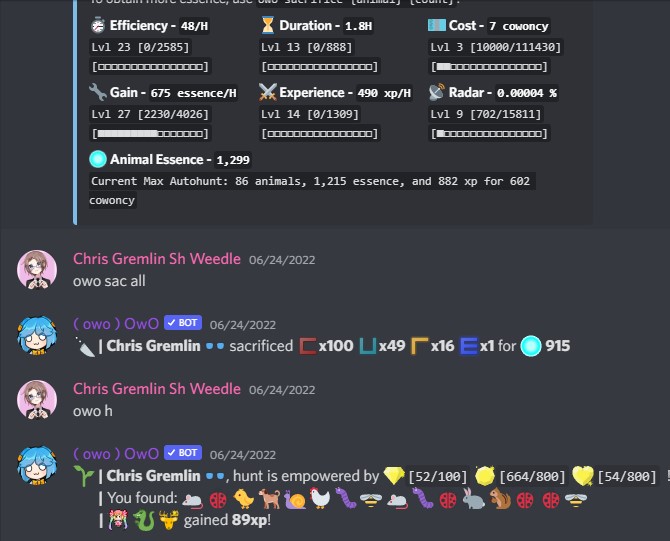 To obtain more essence, use owo sacrifice [animal] [count].
Efficiency - 48/H Duration - 1.8H Cost - 7 cowoncy
Lvl 23 [0/2585] Lvl 13 [0/888] Lvl 3 [10000/111430]
Gain - 675 essence/H Experience - 490 xp/H Radar - 0.00004 %
Lvl 27 [2230/4026] Lvl 14 [0/1309] Lvl 9 [702/15811]
Animal Essence - 1,299
Current Max Autohunt: 86 animals, 1,215 essence, and 882 xp for 602
cowoncy
Chris Gremlin Sh Weedle 06/24/2022
owo sac all
( owo ) OwO ✓ BOT 06/24/2022
| Chris Gremlin sacrificed x100 x49 x16 x1 for 915
Chris Gremlin Sh Weedle 06/24/2022
owo h
( owo ) OwO ✓ BOT 06/24/2022
| Chris Gremlin , hunt is empowered by [52/100] [664/800] [54/800] !
| You found:
| gained 89xp!